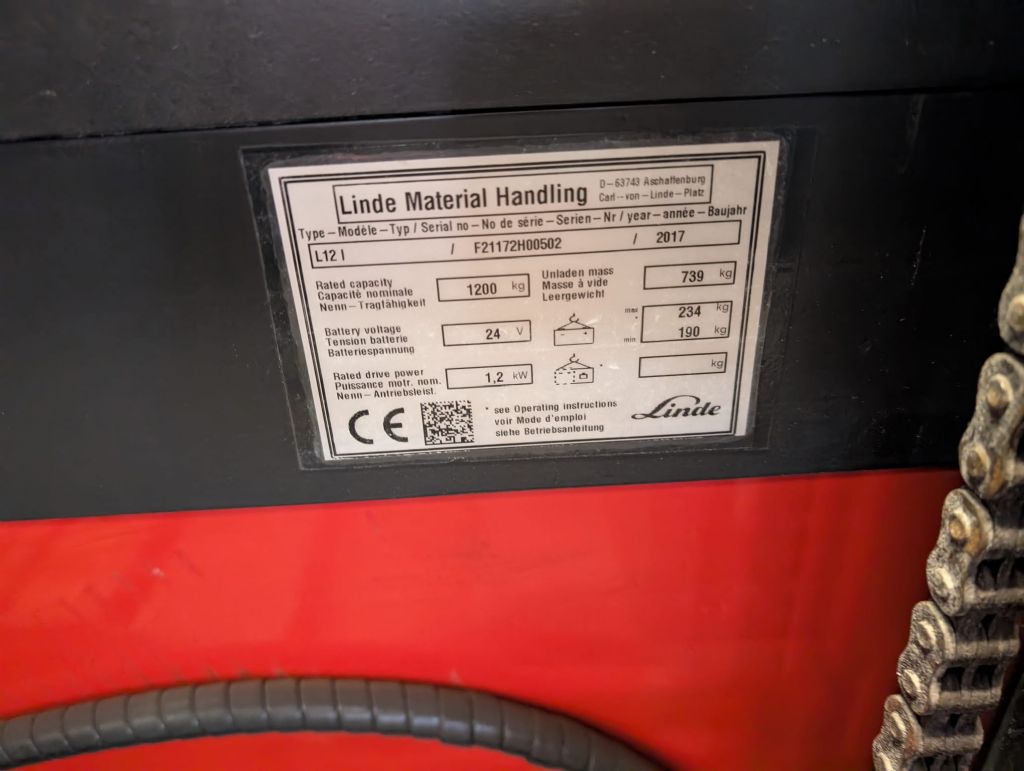 Linde Material Handling D-63743 Aschaffenburg
Carl-von-Linde-Platz
Type-Modèle-Typ / Serial no-No de série-Serien-Nr / year-année-Baujahr
L12 I / F21172H00502 / 2017
Rated capacity
Capacité nominale
Nenn-Tragfähigkeit
1200 kg
Unladen mass
Masse à vide
Leergewicht
739 kg
Battery voltage
Tension batterie
Batteriespannung
24 V
- +
max 234 kg
*
min 190 kg
Rated drive power
Puissance motr. nom.
Nenn-Antriebsleist.
1,2 kW
*
kg
CE
* see Operating instructions
voir Mode d'emploi
siehe Betriebsanleitung
Linde